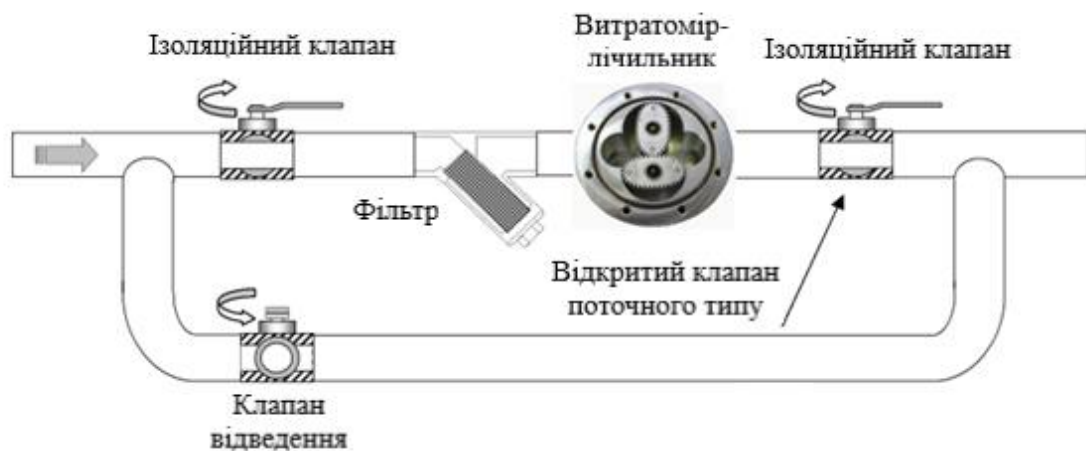 Ізоляційний клапан
Витратомір-
лічильник
Ізоляційний клапан
Фільтр
Відкритий клапан
поточного типу
Клапан
відведення